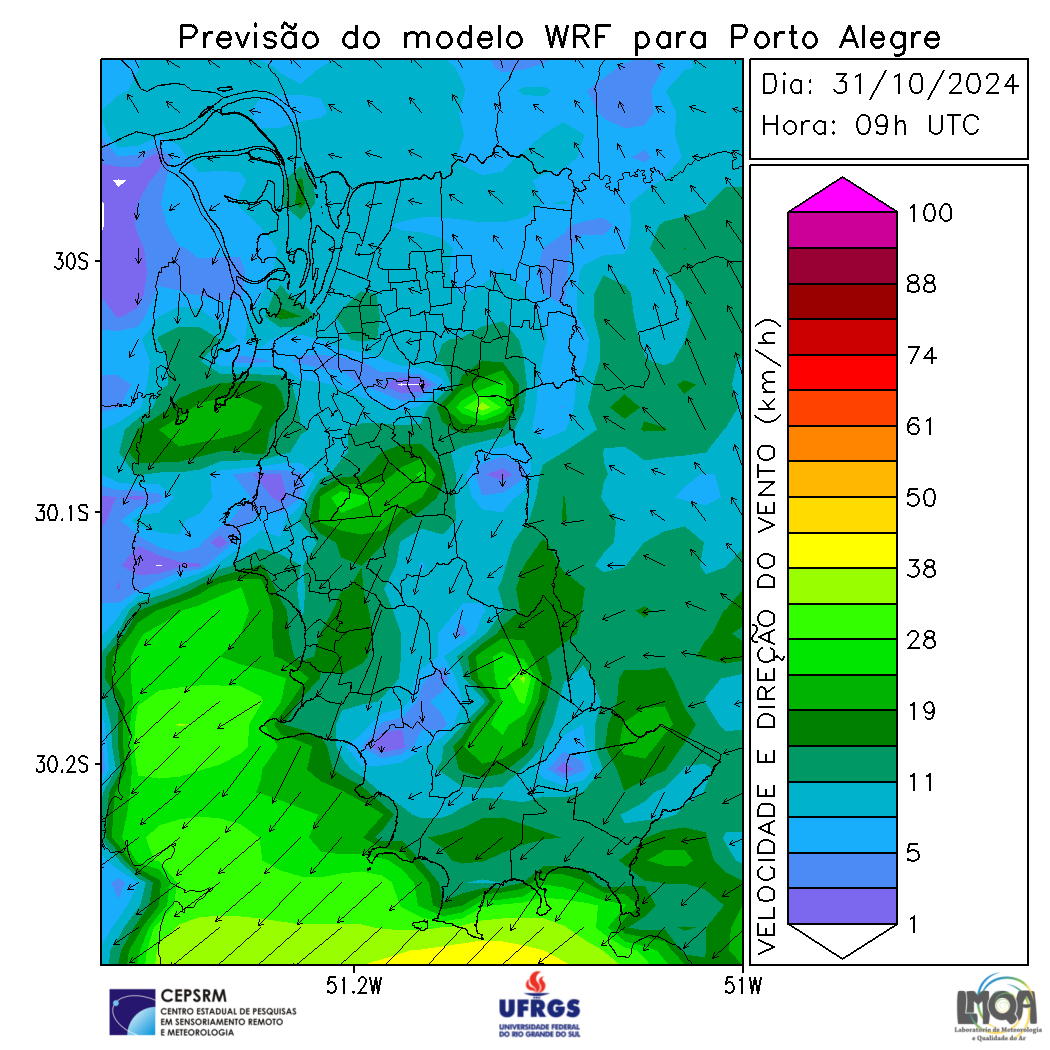 Previsão do modelo WRF para Porto Alegre
Dia: 31/10/2024
Hora: 09h UTC
30S
30.1S
30.2S
51.2W
51W
VELOCIDADE E DIREÇÃO DO VENTO (km/h)
100
88
74
61
50
38
28
19
11
5
1
CEPSRM
CENTRO ESTADUAL DE PESQUISAS
EM SENSORIAMENTO REMOTO
E METEOROLOGIA
UFRGS
UNIVERSIDADE FEDERAL
DO RIO GRANDE DO SUL
LMQA
Laboratório de Meteorologia
e Qualidade do Ar